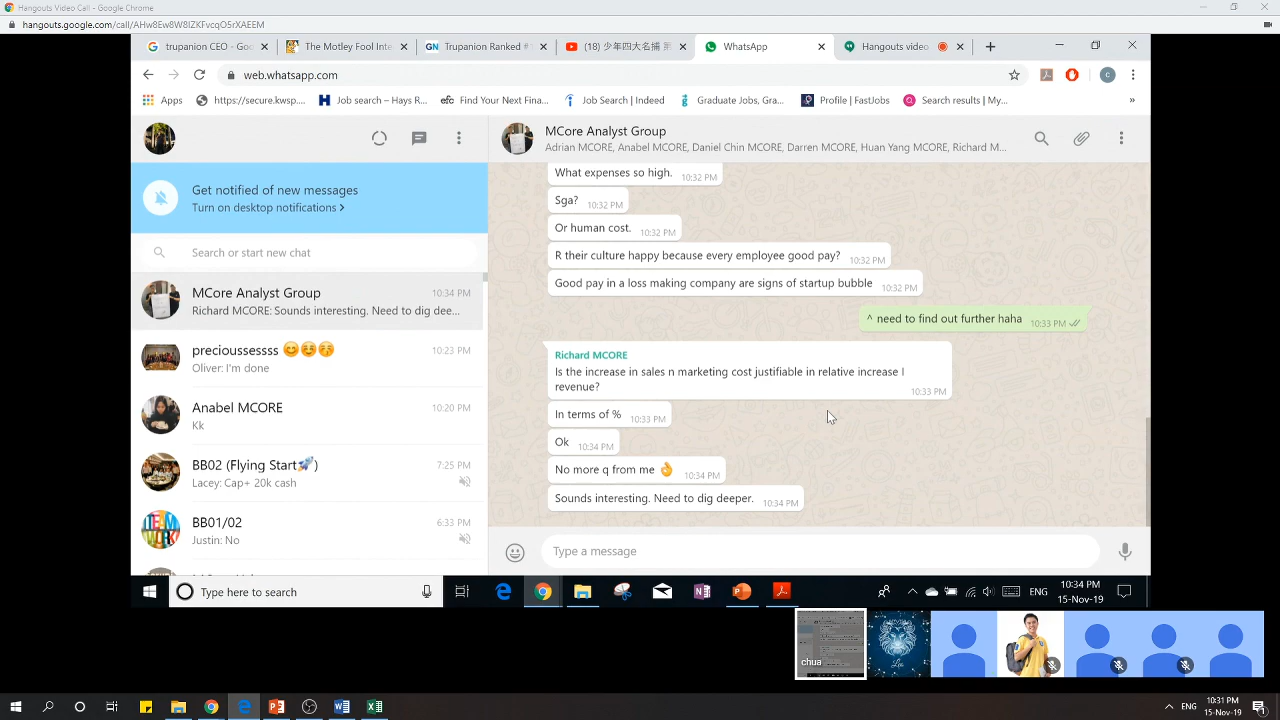 Hangouts Video Call - Google Chrome
hangouts.google.com/call/AHw8Ew8W8IZKFvcqO5rXAEEM
trupanion CEO - Goo
The Motley Fool Inte
Trupanion Ranked #
(18) 少年四大名捕 第
WhatsApp
Hangouts video
web.whatsapp.com
Apps
https://secure.kwsp....
Job search – Hays R...
Find Your Next Fina...
Job Search | Indeed
Graduate Jobs, Gra...
Profile | FastJobs
Search results | My...
»
MCore Analyst Group
Adrian MCORE, Anabel MCORE, Daniel Chin MCORE, Darren MCORE, Huan Yang MCORE, Richard M...
Get notified of new messages
Turn on desktop notifications >
Search or start new chat
MCore Analyst Group 10:34 PM
Richard MCORE: Sounds interesting. Need to dig dee...
precioussessss 😊☺️😚 10:23 PM
Oliver: I'm done
Anabel MCORE 10:20 PM
Kk
BB02 (Flying Start🚀) 7:25 PM
Lacey: Cap+ 20k cash
BB01/02 6:33 PM
Justin: No
TEAM
WORK
What expenses so high. 10:32 PM
Sga? 10:32 PM
Or human cost. 10:32 PM
R their culture happy because every employee good pay? 10:32 PM
Good pay in a loss making company are signs of startup bubble 10:32 PM
^ need to find out further haha 10:33 PM
Richard MCORE
Is the increase in sales n marketing cost justifiable in relative increase I
revenue? 10:33 PM
In terms of % 10:33 PM
Ok 10:34 PM
No more q from me 👌 10:34 PM
Sounds interesting. Need to dig deeper. 10:34 PM
Type a message
Type here to search
ENG
10:34 PM
15-Nov-19
chua
ENG
10:31 PM
15-Nov-19